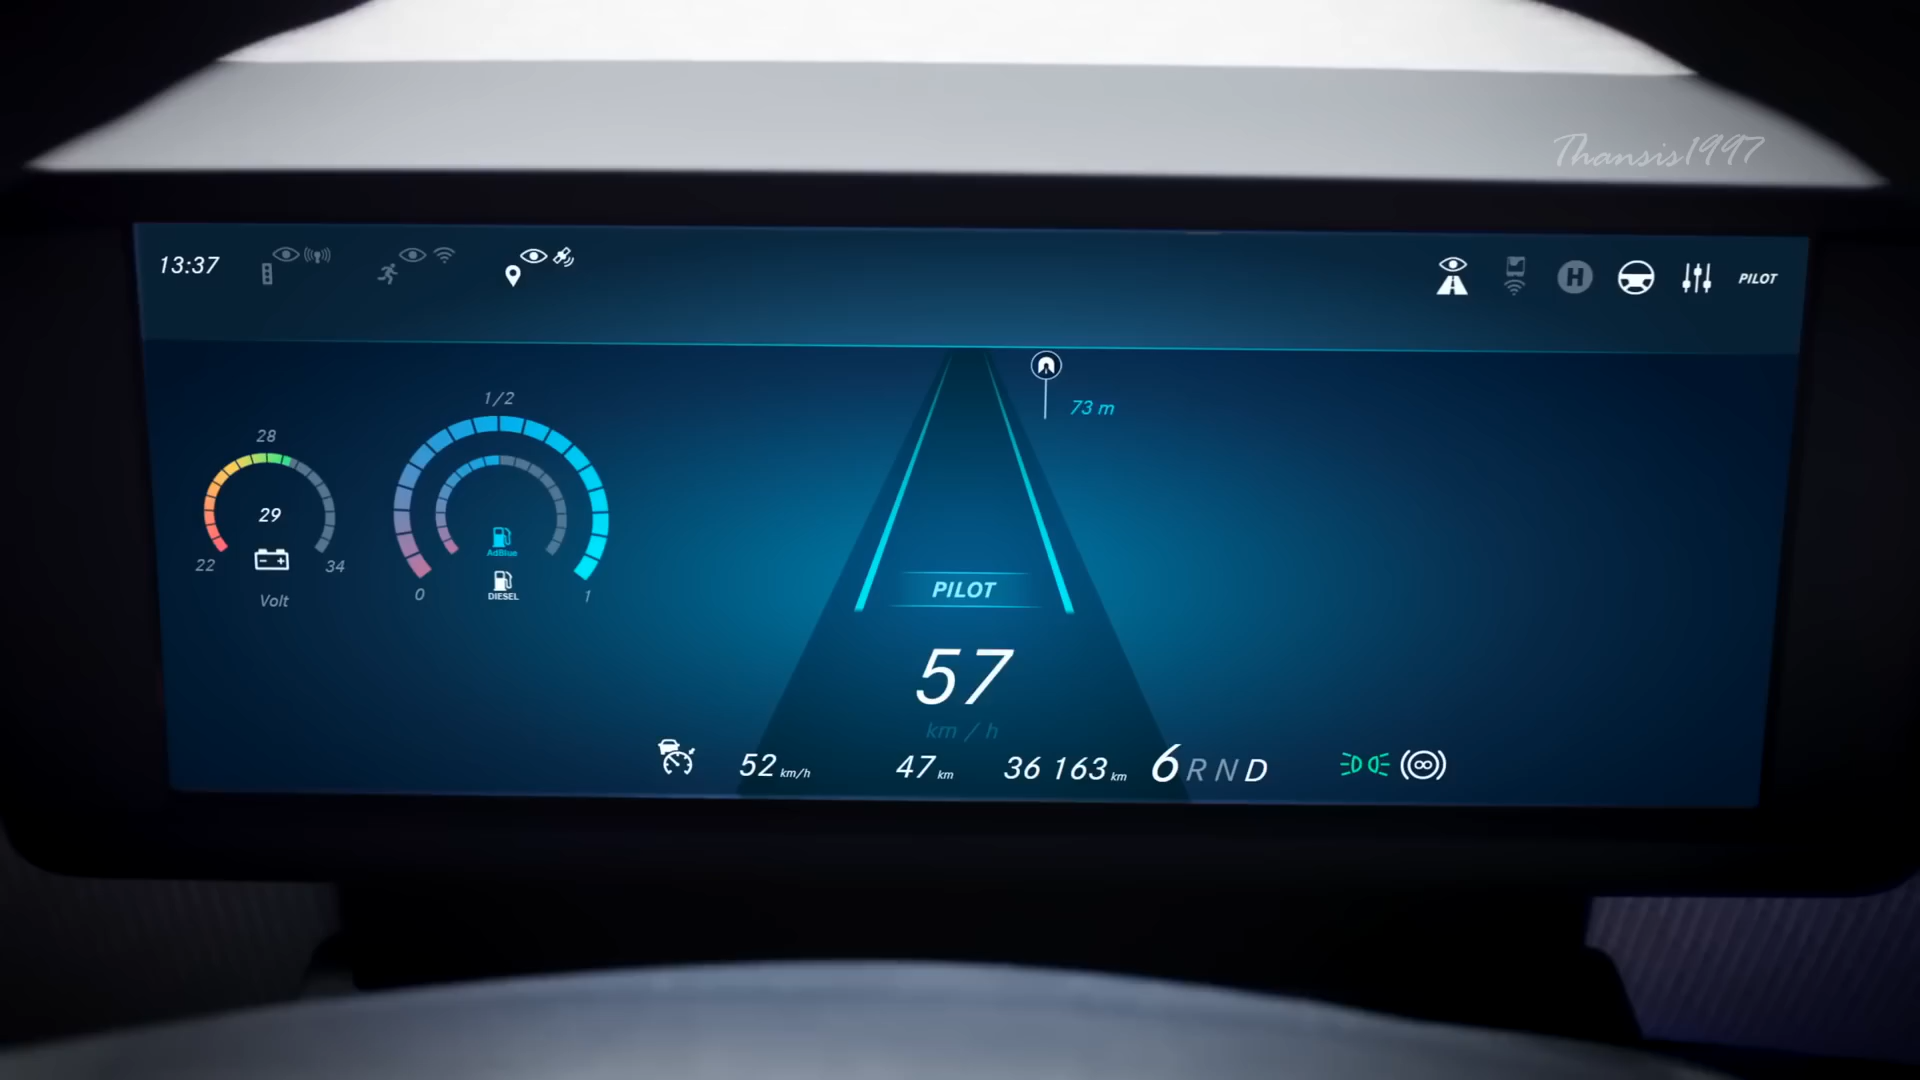 Thansis1997
13:37
H
PILOT
1/2
73 m
28
29
22
34
AdBlue
DIESEL
0
1
Volt
PILOT
57
km / h
52 km/h
47 km
36 163 km
6 R N D